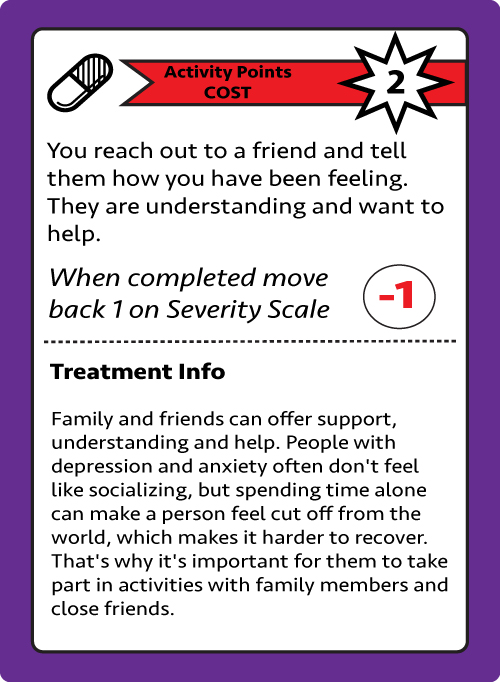 Activity Points
COST
2
You reach out to a friend and tell
them how you have been feeling.
They are understanding and want to
help.
When completed move
back 1 on Severity Scale
-1
Treatment Info
Family and friends can offer support,
understanding and help. People with
depression and anxiety often don't feel
like socializing, but spending time alone
can make a person feel cut off from the
world, which makes it harder to recover.
That's why it's important for them to take
part in activities with family members and
close friends.